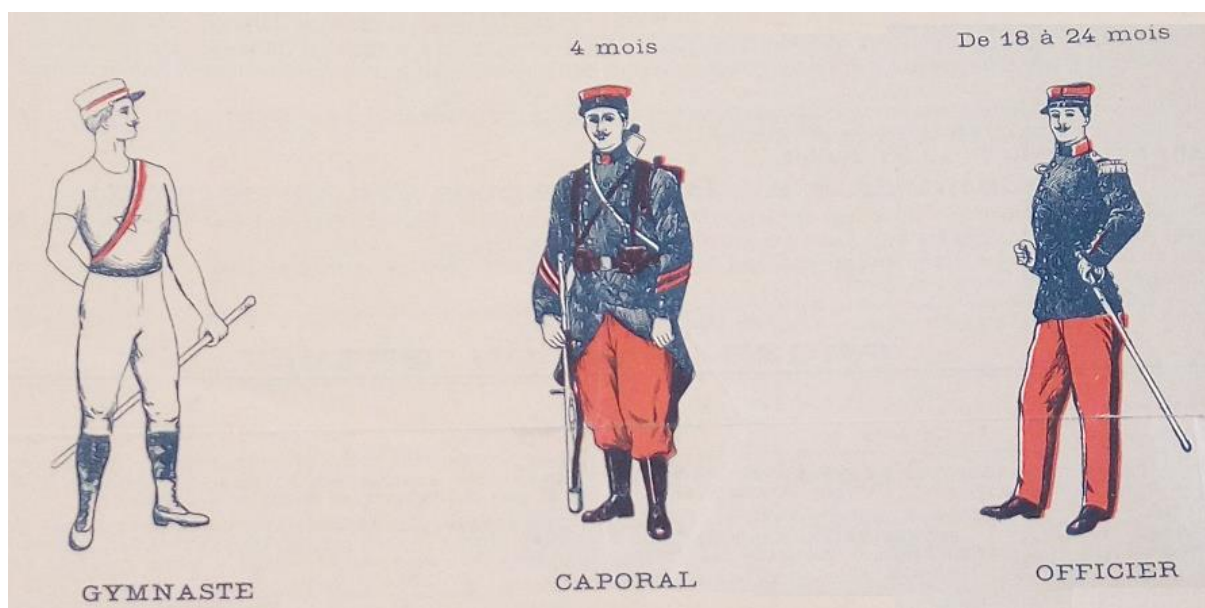 4 mois
De 18 à 24 mois
GYMNASTE
CAPORAL
OFFICIER